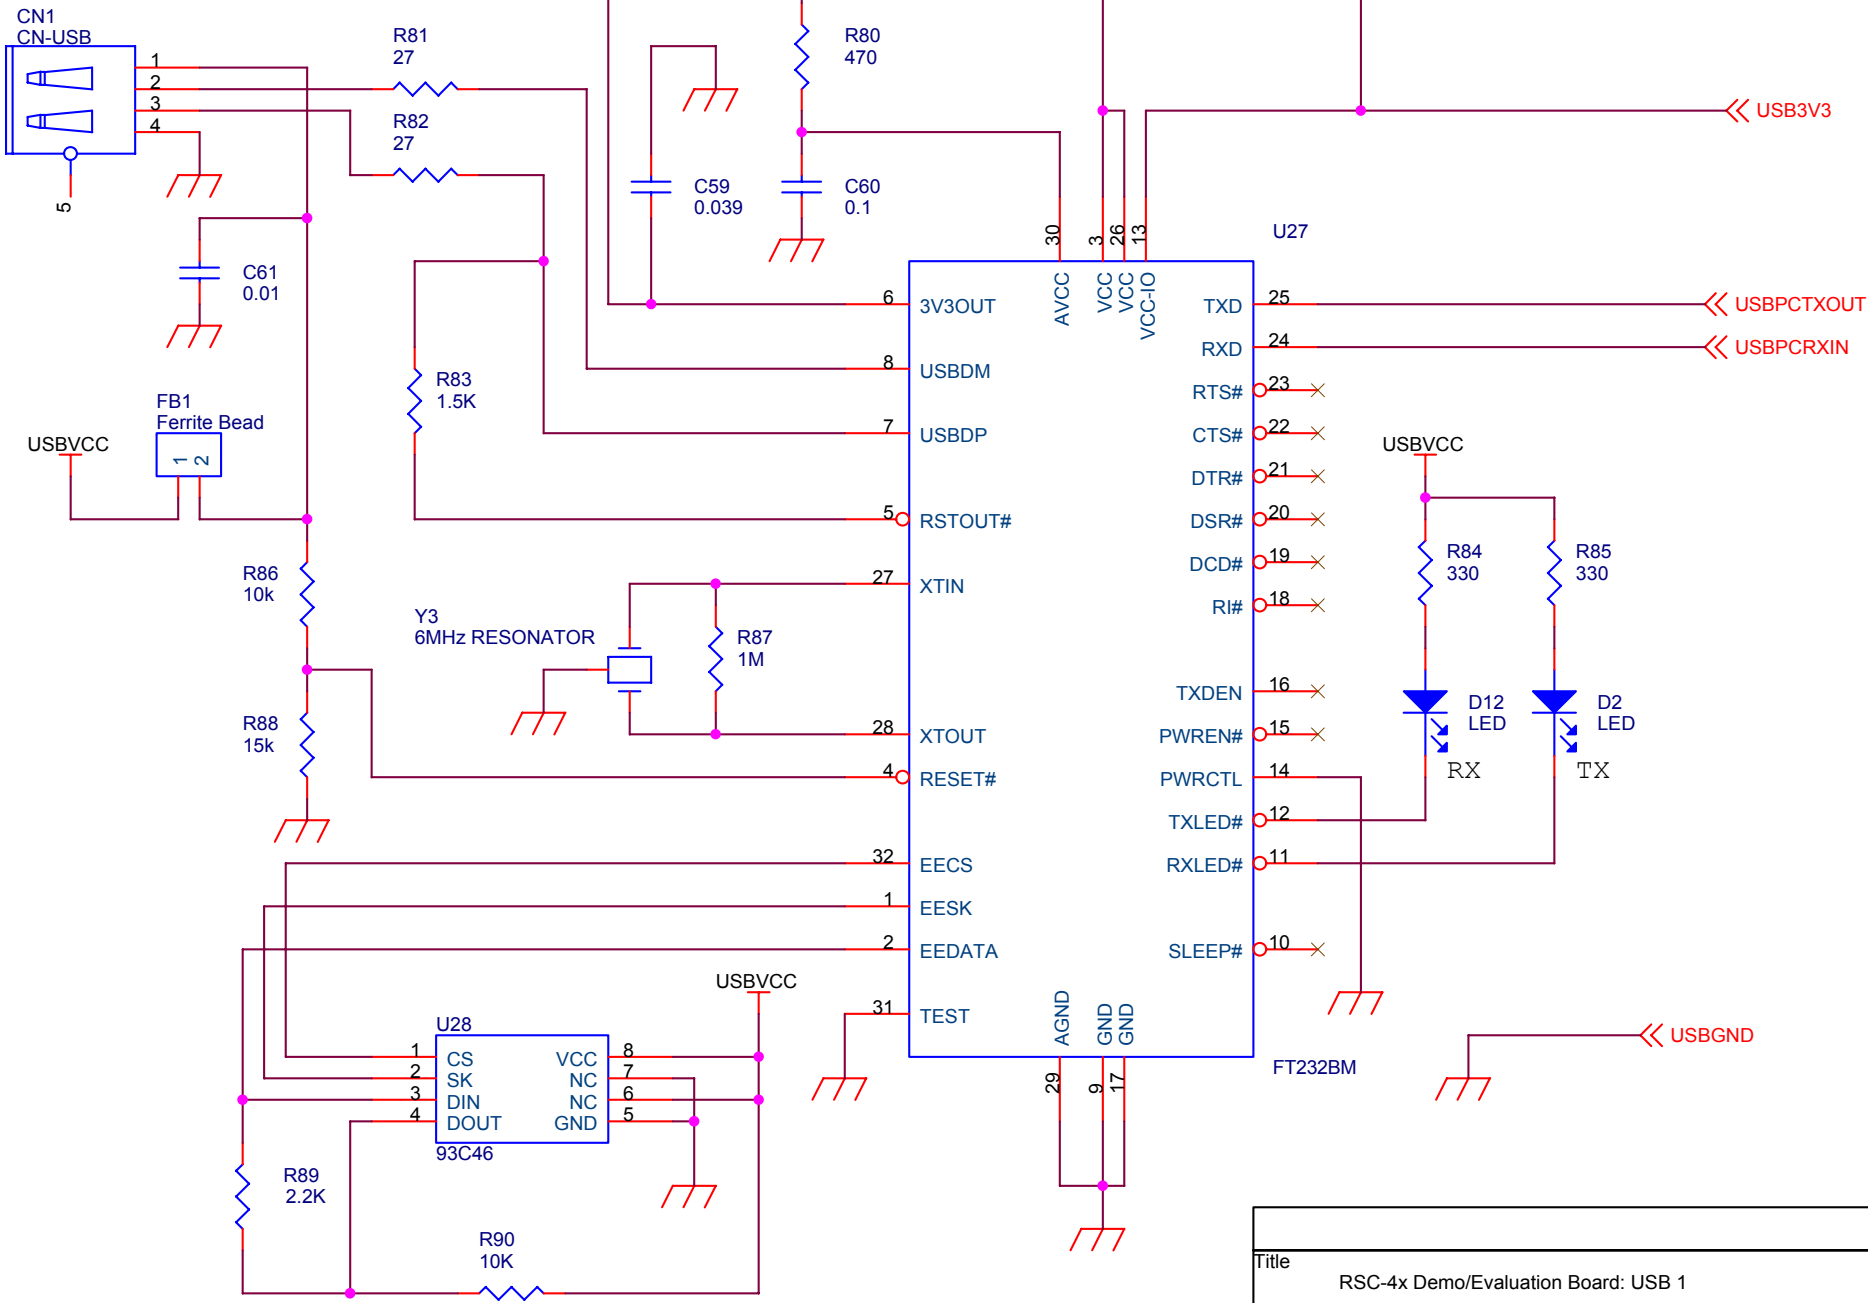 CN1
CN-USB
1
2
3
4
5
R81
27
R82
27
R80
470
C59
0.039
C60
0.1
C61
0.01
USB3V3
U27
30
3
26
13
AVCC
VCC
VCC
VCC-IO
6
3V3OUT
8
USBDM
7
USBDP
5
RSTOUT#
27
XTIN
28
XTOUT
4
RESET#
32
EECS
1
EESK
2
EEDATA
31
TEST
TXD
25
USBPCTXOUT
RXD
24
USBPCRXIN
RTS#
23
CTS#
22
DTR#
21
DSR#
20
DCD#
19
RI#
18
TXDEN
16
PWREN#
15
PWRCTL
14
TXLED#
12
RXLED#
11
SLEEP#
10
AGND
GND
GND
29
9
17
FT232BM
R83
1.5K
FB1
Ferrite Bead
USBVCC
1
2
R86
10k
R88
15k
Y3
6MHz RESONATOR
R87
1M
USBVCC
R84
330
R85
330
D12
LED
RX
D2
LED
TX
USBGND
USBVCC
U28
1
CS
2
SK
3
DIN
4
DOUT
VCC
8
NC
7
NC
6
GND
5
93C46
R89
2.2K
R90
10K
Title
RSC-4x Demo/Evaluation Board: USB 1